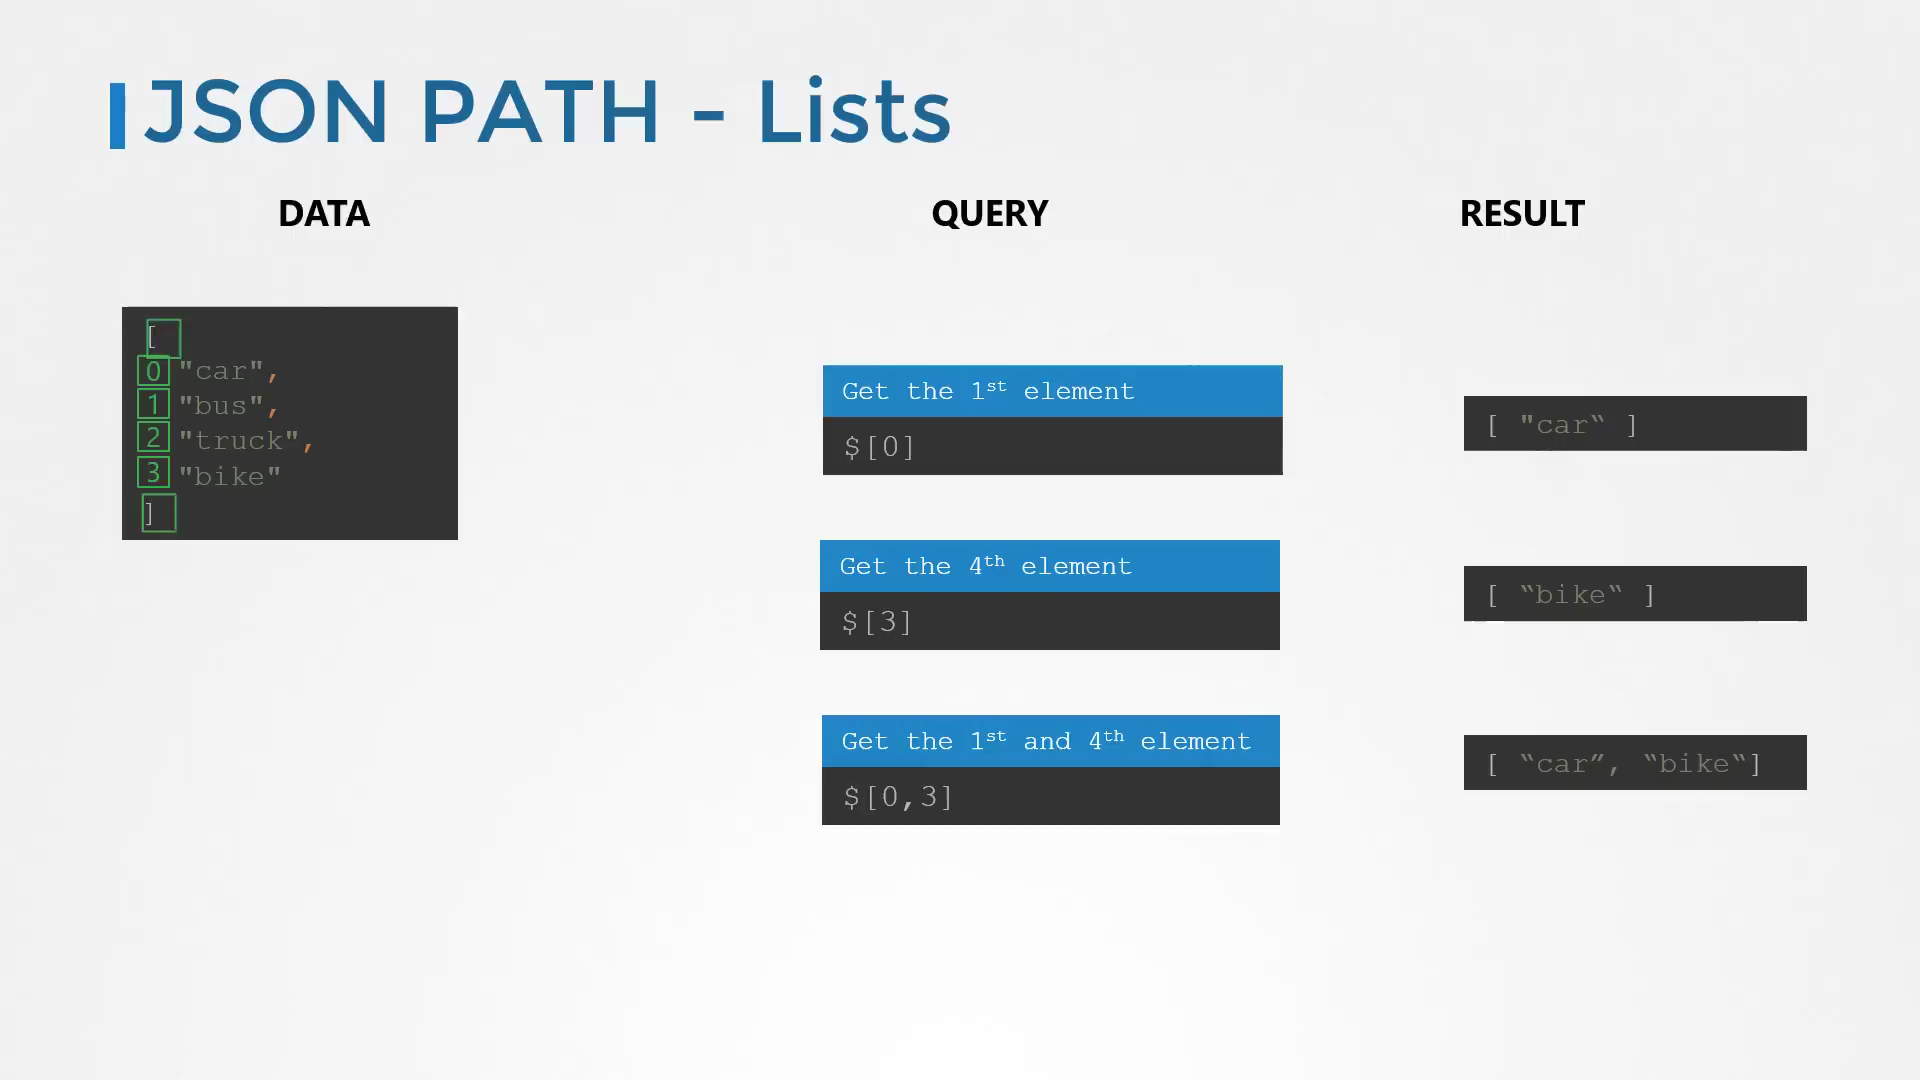 JSON PATH - Lists
DATA
QUERY
RESULT
[
0 "car",
1 "bus",
2 "truck",
3 "bike"
]
Get the 1st element
$[0]
[ "car“ ]
Get the 4th element
$[3]
[ “bike“ ]
Get the 1st and 4th element
$[0,3]
[ “car”, “bike“]